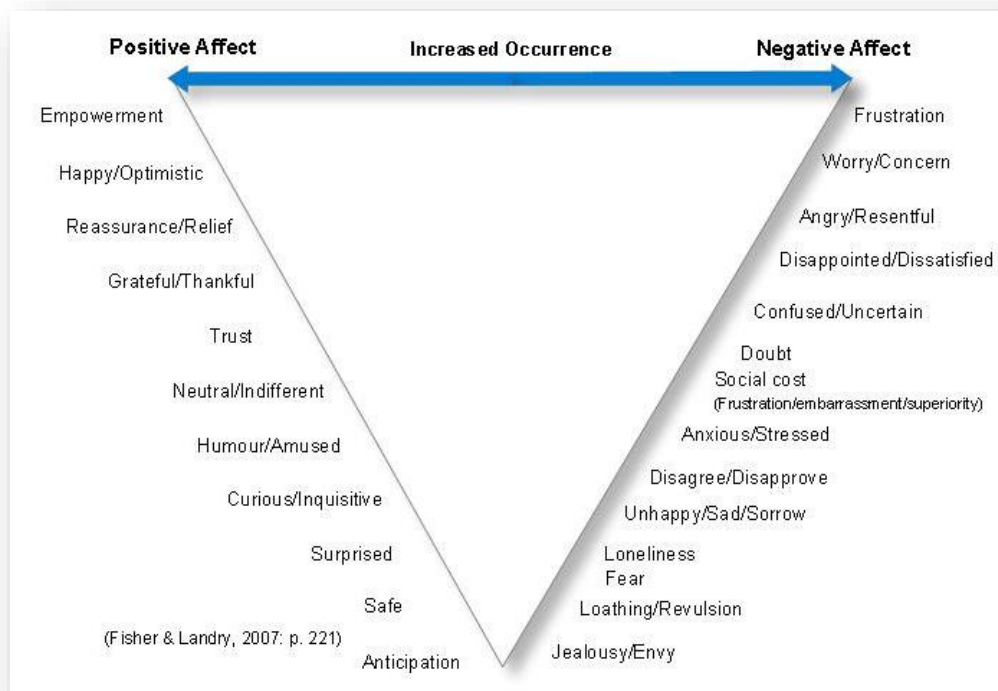 Positive Affect
Increased Occurrence
Negative Affect
Empowerment
Frustration
Happy/Optimistic
Worry/Concern
Reassurance/Relief
Angry/Resentful
Grateful/Thankful
Disappointed/Dissatisfied
Trust
Confused/Uncertain
Doubt
Neutral/Indifferent
Social cost
(Frustration/embarrassment/superiority)
Humour/Amused
Anxious/Stressed
Curious/Inquisitive
Disagree/Disapprove
Unhappy/Sad/Sorrow
Surprised
Loneliness
Fear
Safe
Loathing/Revulsion
(Fisher & Landry, 2007: p. 221)
Anticipation
Jealousy/Envy